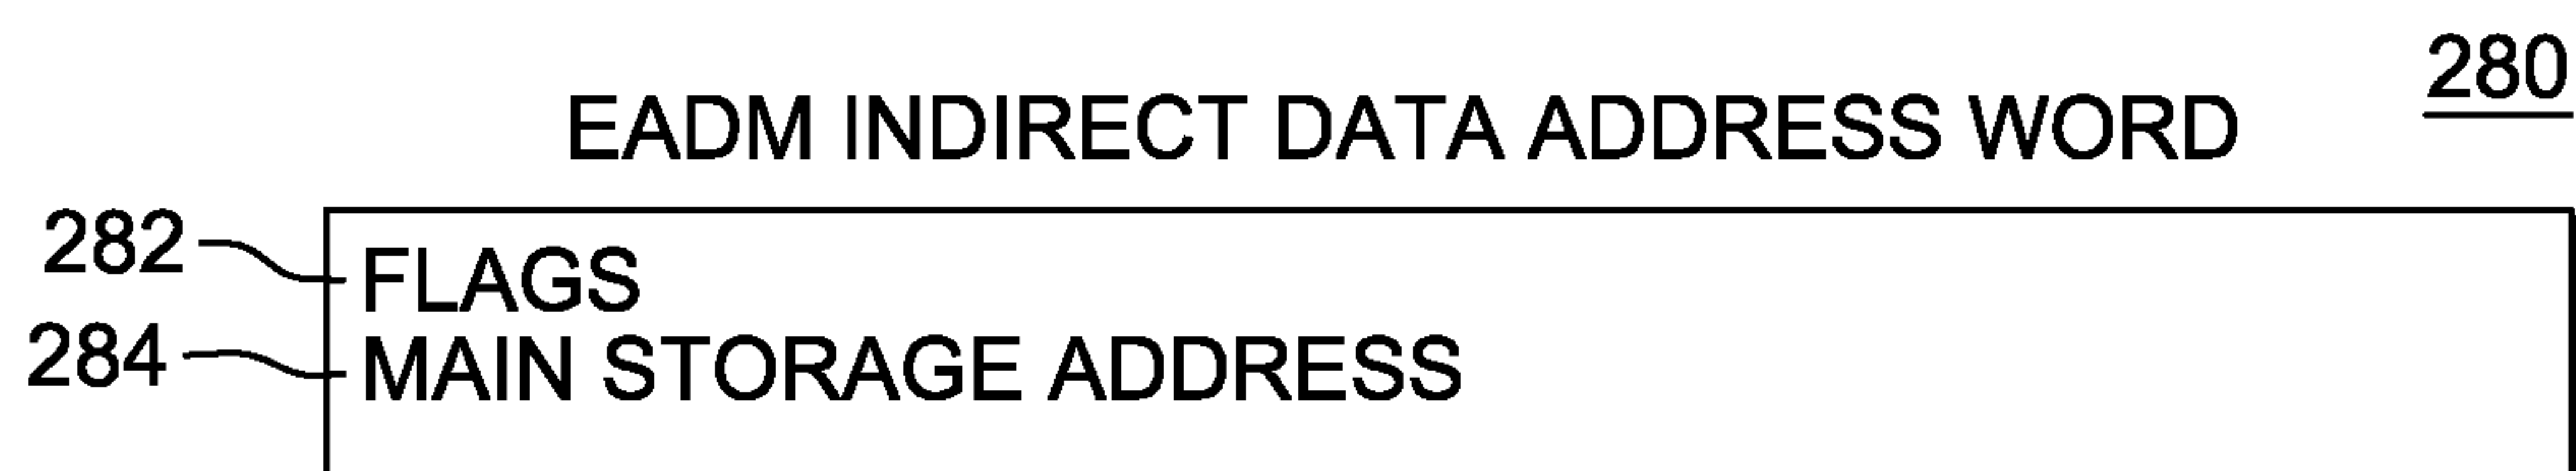 280
EADM INDIRECT DATA ADDRESS WORD
282 FLAGS
284 MAIN STORAGE ADDRESS